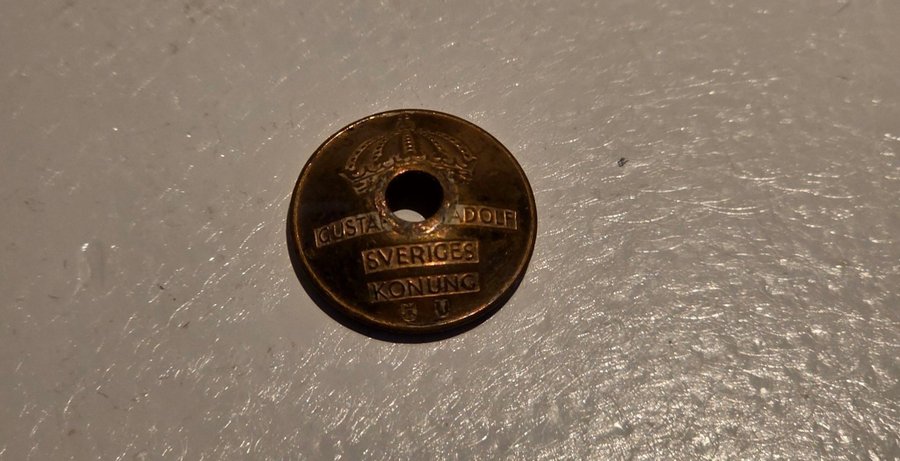 GUSTA ADOLF
SVERIGES
KONUNG
U